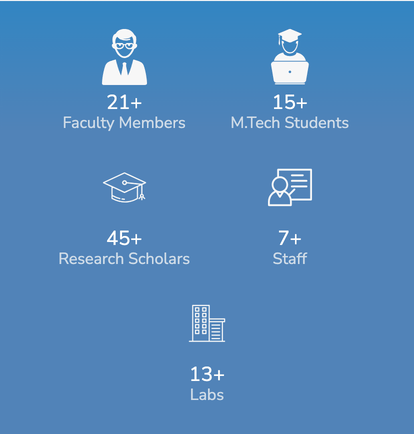 21+
Faculty Members
15+
M.Tech Students
45+
Research Scholars
7+
Staff
13+
Labs